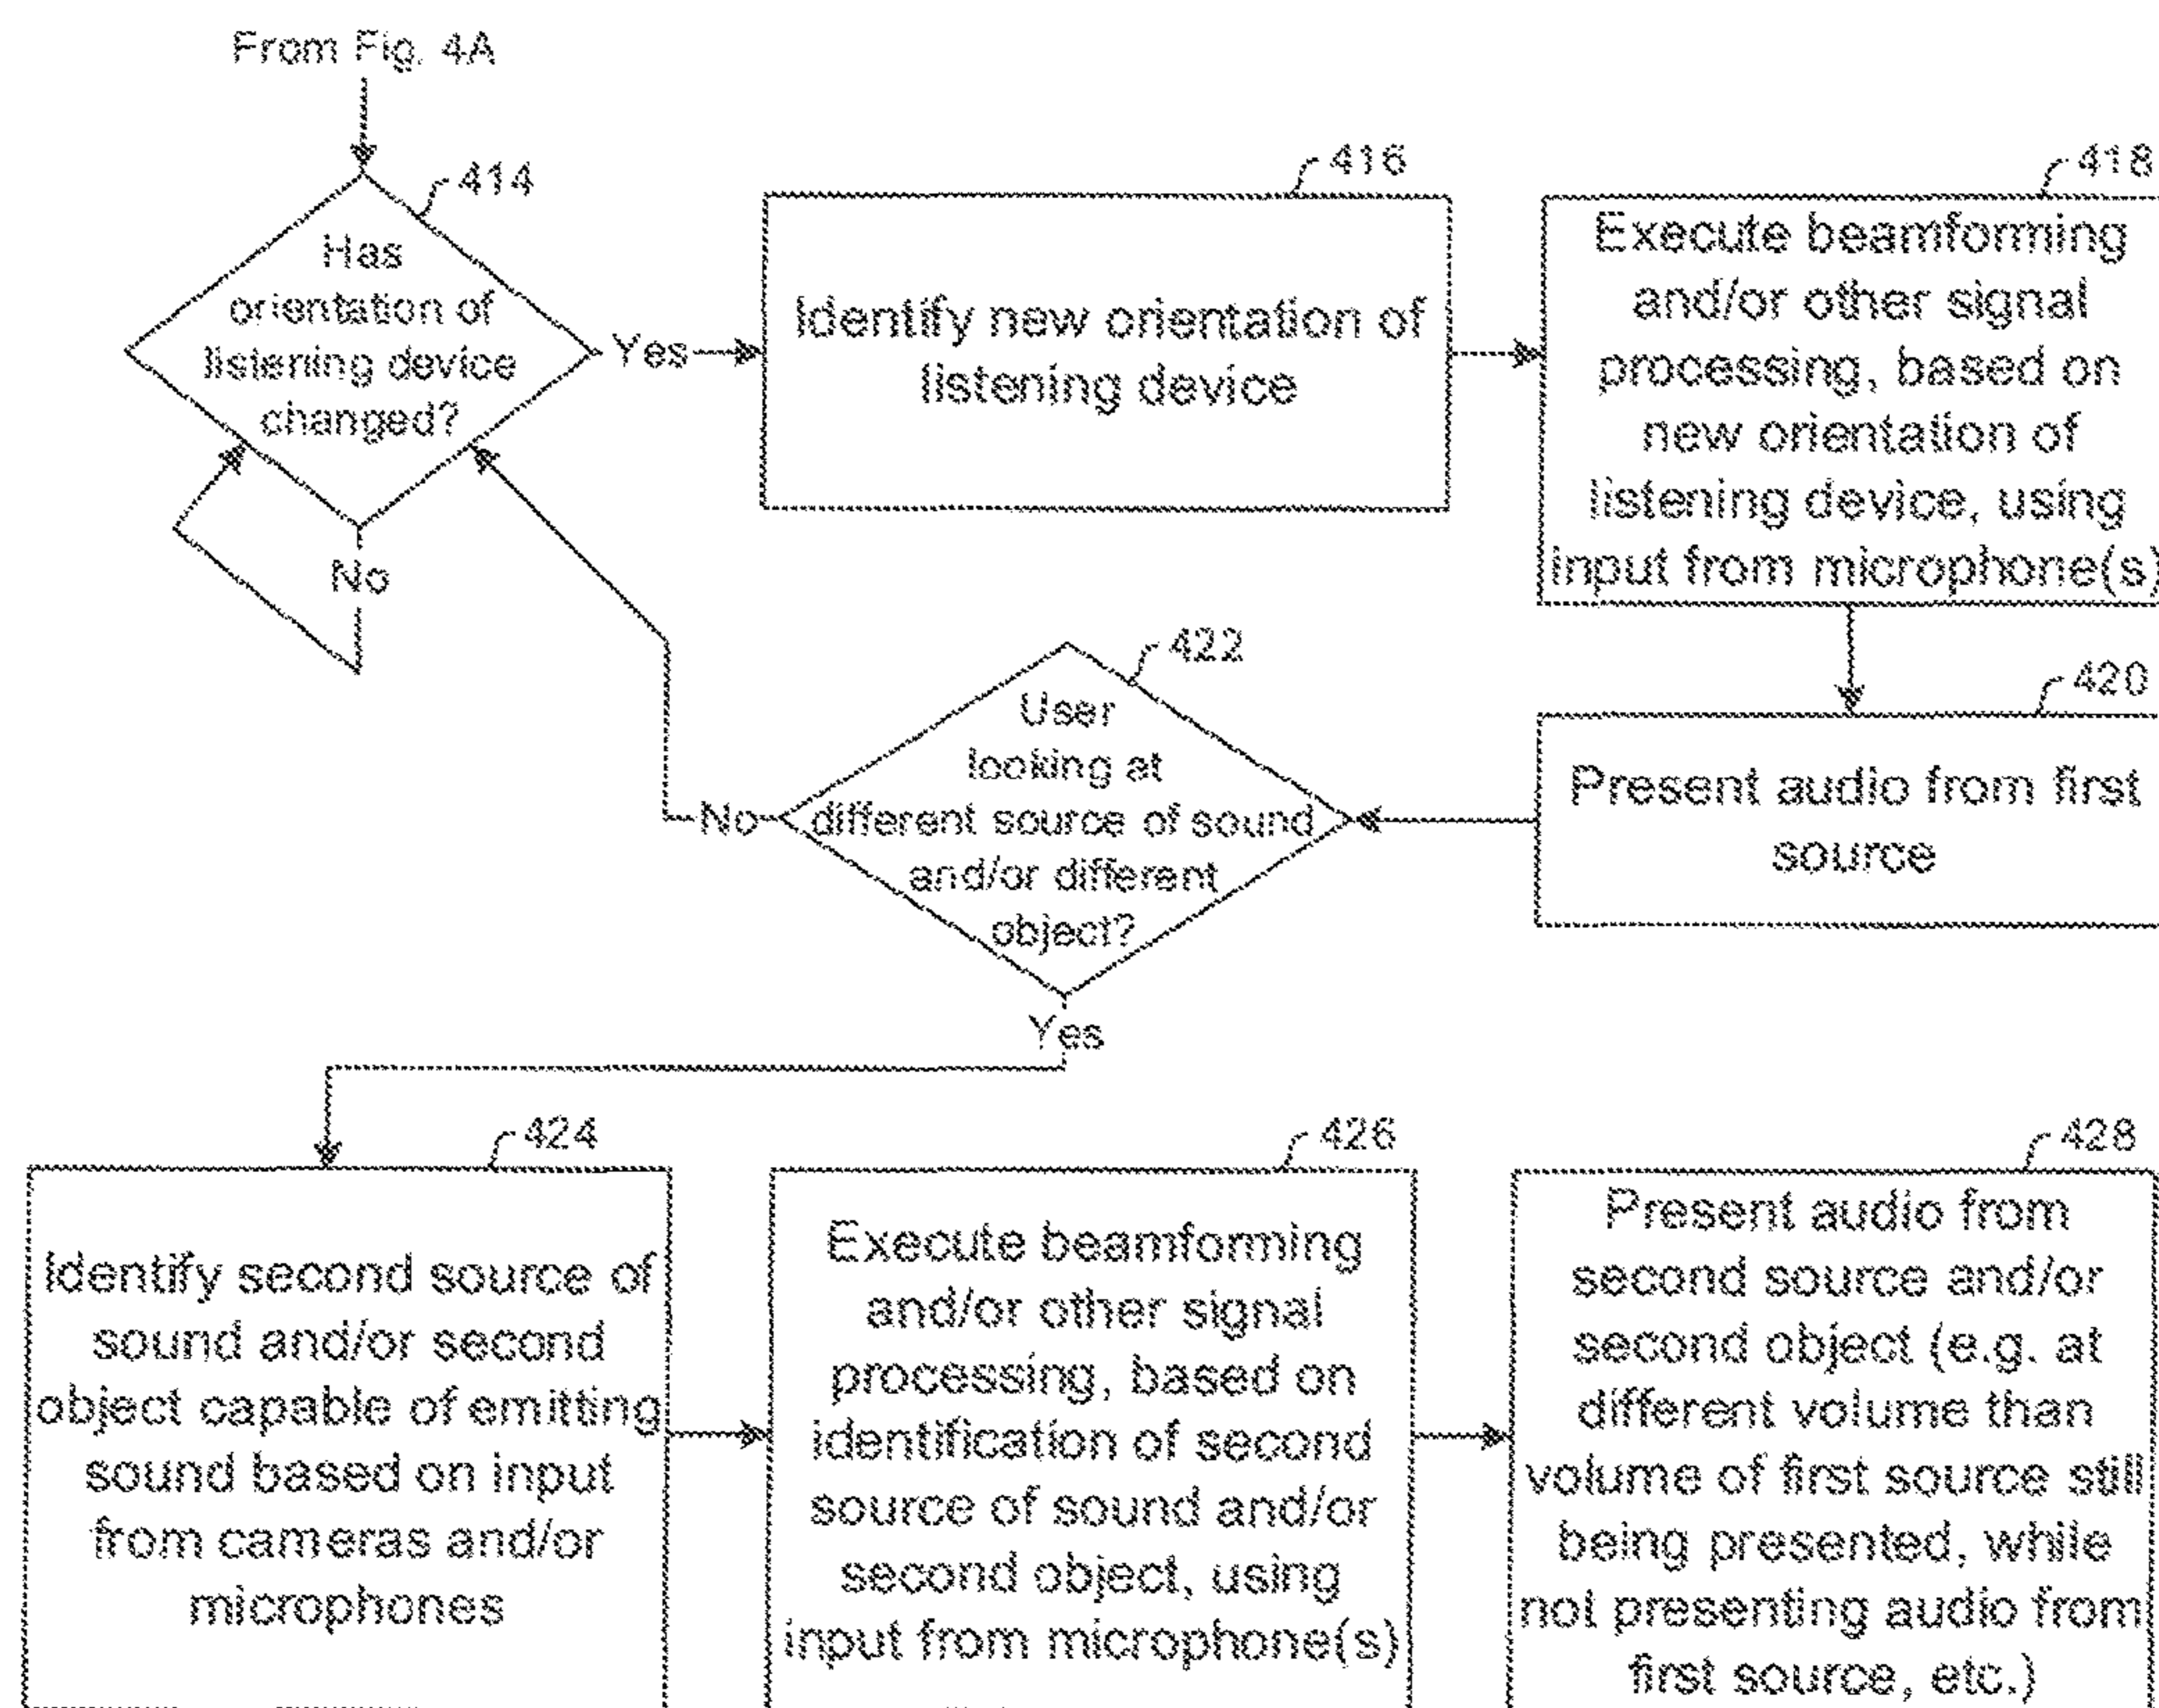 From Fig. 4A
414
Has
orientation of
listening device
changed?
Yes
No
416
Identify new orientation of
listening device
418
Execute beamforming
and/or other signal
processing, based on
new orientation of
listening device, using
input from microphone(s)
420
Present audio from first
source
422
User
looking at
different source of sound
and/or different
object?
No
Yes
424
Identify second source of
sound and/or second
object capable of emitting
sound based on input
from cameras and/or
microphones
426
Execute beamforming
and/or other signal
processing, based on
identification of second
source of sound and/or
second object, using
input from microphone(s)
428
Present audio from
second source and/or
second object (e.g. at
different volume than
volume of first source still
being presented, while
not presenting audio from
first source, etc.)